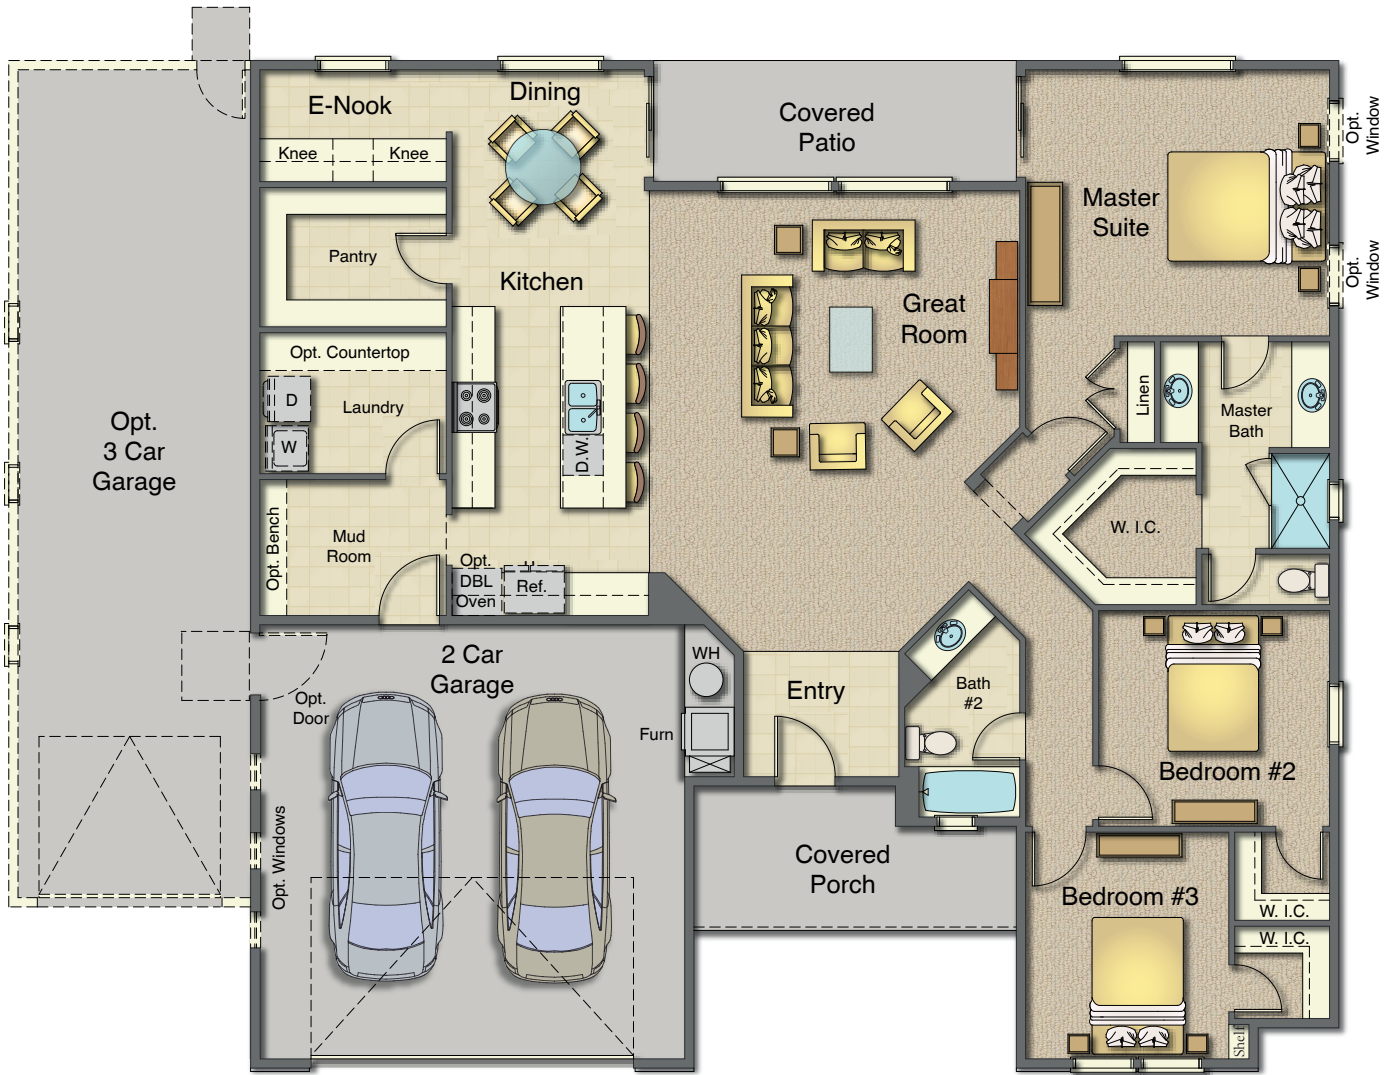 E-Nook
Dining
Covered
Patio
Opt.
Window
Knee
Knee
Master
Suite
Pantry
Kitchen
Opt.
Window
Great
Room
Opt. Countertop
D
Laundry
W
Linen
Master
Bath
Opt.
3 Car
Garage
D.W.
Opt. Bench
Mud
Room
W. I.C.
Opt.
DBL
Oven
Ref.
2 Car
Garage
WH
Entry
Bath
#2
Opt.
Door
Furn
Bedroom #2
Opt. Windows
Covered
Porch
Bedroom #3
W. I.C.
W. I.C.
Shelf